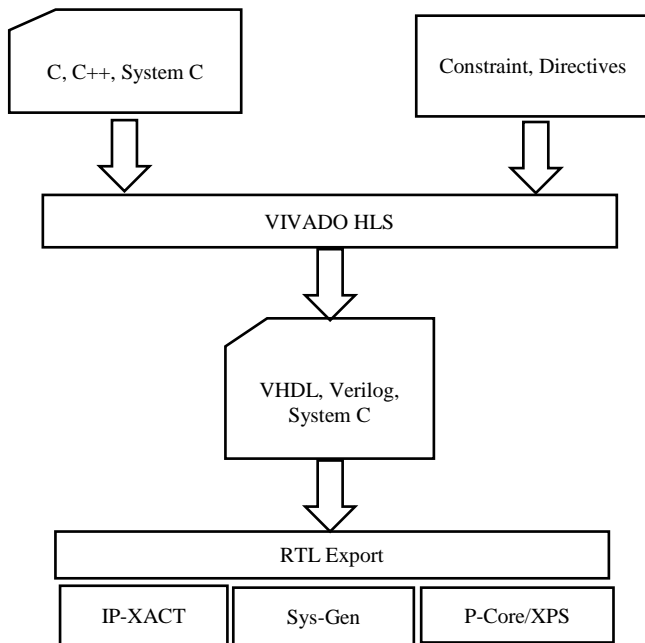 C, C++, System C
Constraint, Directives
VIVADO HLS
VHDL, Verilog,
System C
RTL Export
IP-XACT
Sys-Gen
P-Core/XPS